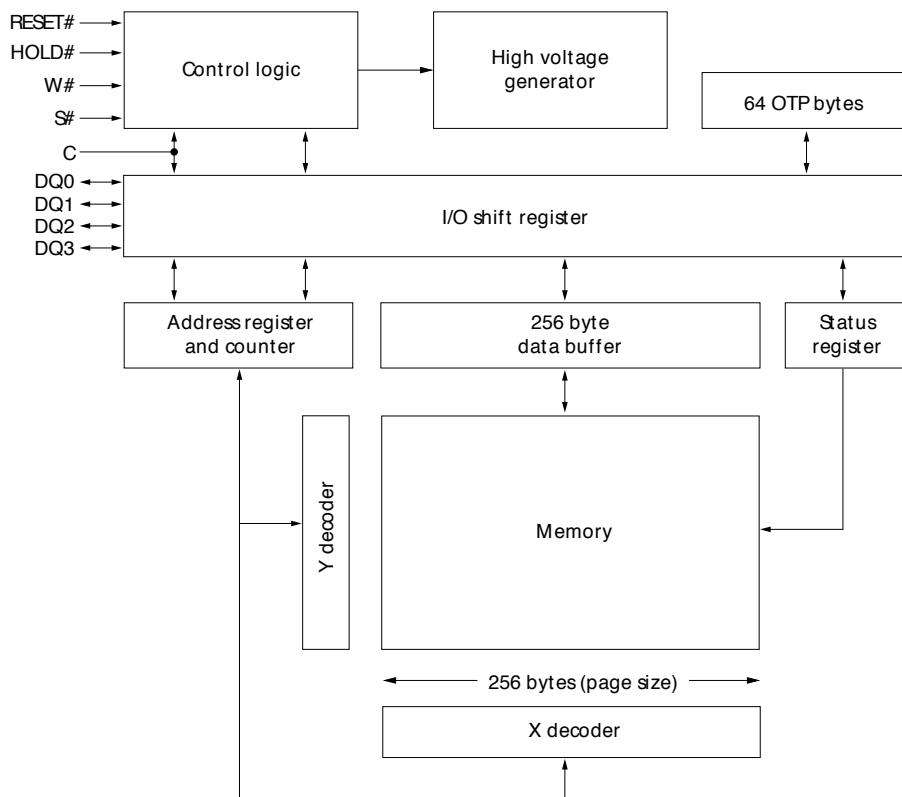 RESET#
HOLD#
W#
S#
C
Control logic
High voltage
generator
64 OTP bytes
DQ0
DQ1
DQ2
DQ3
I/O shift register
Address register
and counter
256 byte
data buffer
Status
register
Y decoder
Memory
256 bytes (page size)
X decoder